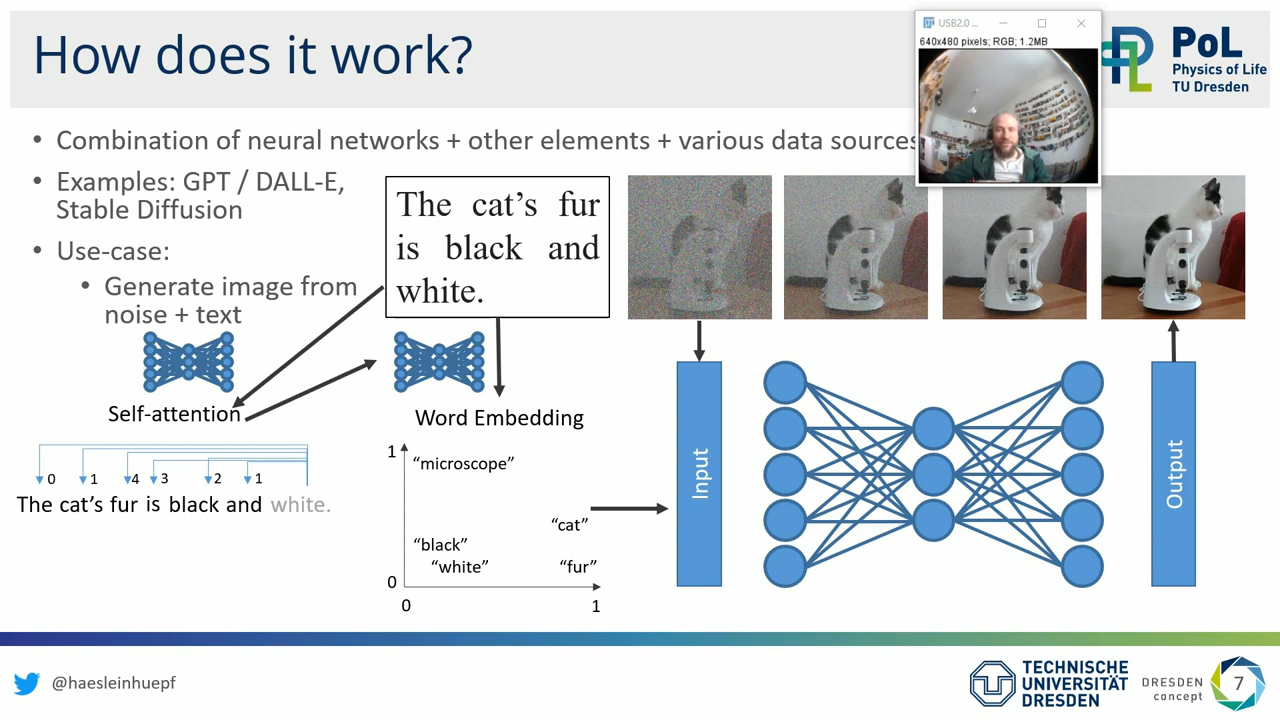 How does it work?
USB2.0 ...
640x480 pixels; RGB; 1.2MB
PoL
Physics of Life
TU Dresden
• Combination of neural networks + other elements + various data sources
• Examples: GPT / DALL-E,
Stable Diffusion
• Use-case:
• Generate image from
noise + text
The cat’s fur
is black and
white.
Self-attention
0 1 4 3 2 1
The cat’s fur is black and white.
Word Embedding
1
“microscope”
“cat”
“black”
“white” “fur”
0
0 1
Input
Output
@haesleinhuepf
TECHNISCHE
UNIVERSITÄT
DRESDEN
DRESDEN
concept
7